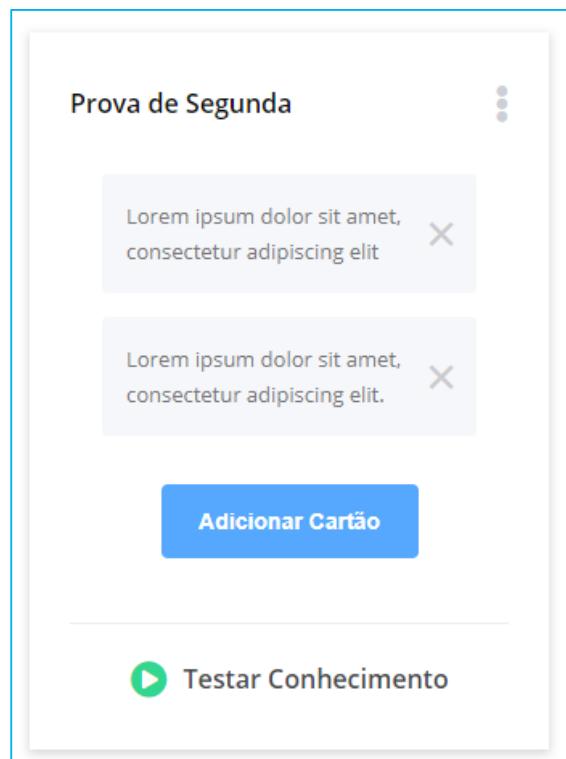 Prova de Segunda
Lorem ipsum dolor sit amet,
consectetur adipiscing elit
Lorem ipsum dolor sit amet,
consectetur adipiscing elit.
Adicionar Cartão
Testar Conhecimento